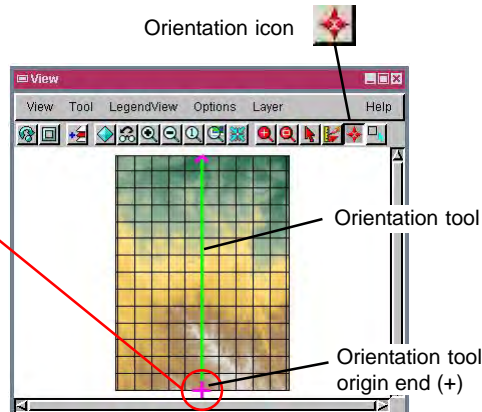 Orientation icon
View
View Tool LegendView Options Layer Help
Orientation tool
Orientation tool
origin end (+)